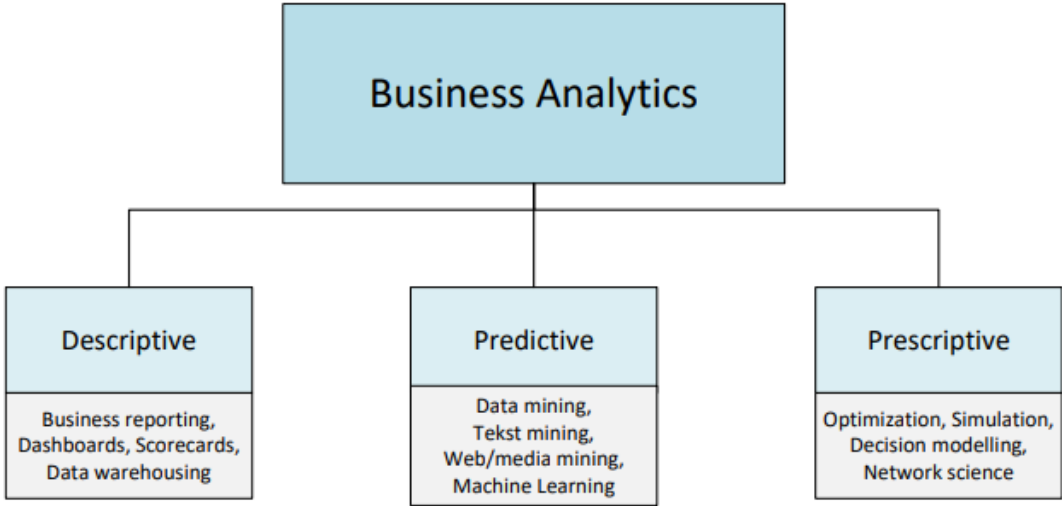 Business Analytics
Descriptive
Business reporting,
Dashboards, Scorecards,
Data warehousing
Predictive
Data mining,
Tekst mining,
Web/media mining,
Machine Learning
Prescriptive
Optimization, Simulation,
Decision modelling,
Network science